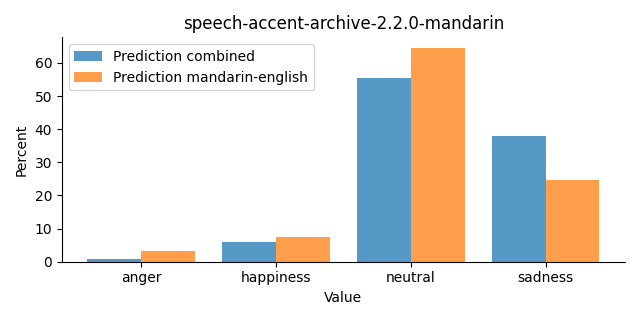 speech-accent-archive-2.2.0-mandarin
Prediction combined
Prediction mandarin-english
Percent
60
50
40
30
20
10
0
anger happiness neutral sadness
Value